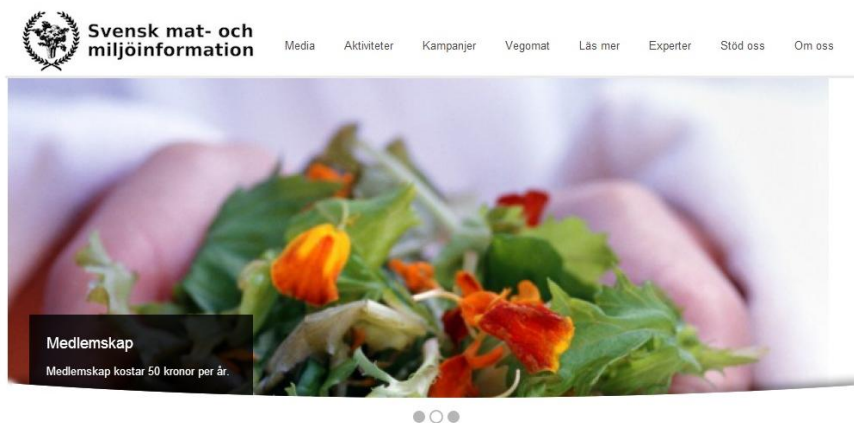 Svensk mat- och
miljöinformation
Media Aktiviteter Kampanjer Vegomat Läs mer Experter Stöd oss Om oss
Medlemskap
Medlemskap kostar 50 kronor per år.